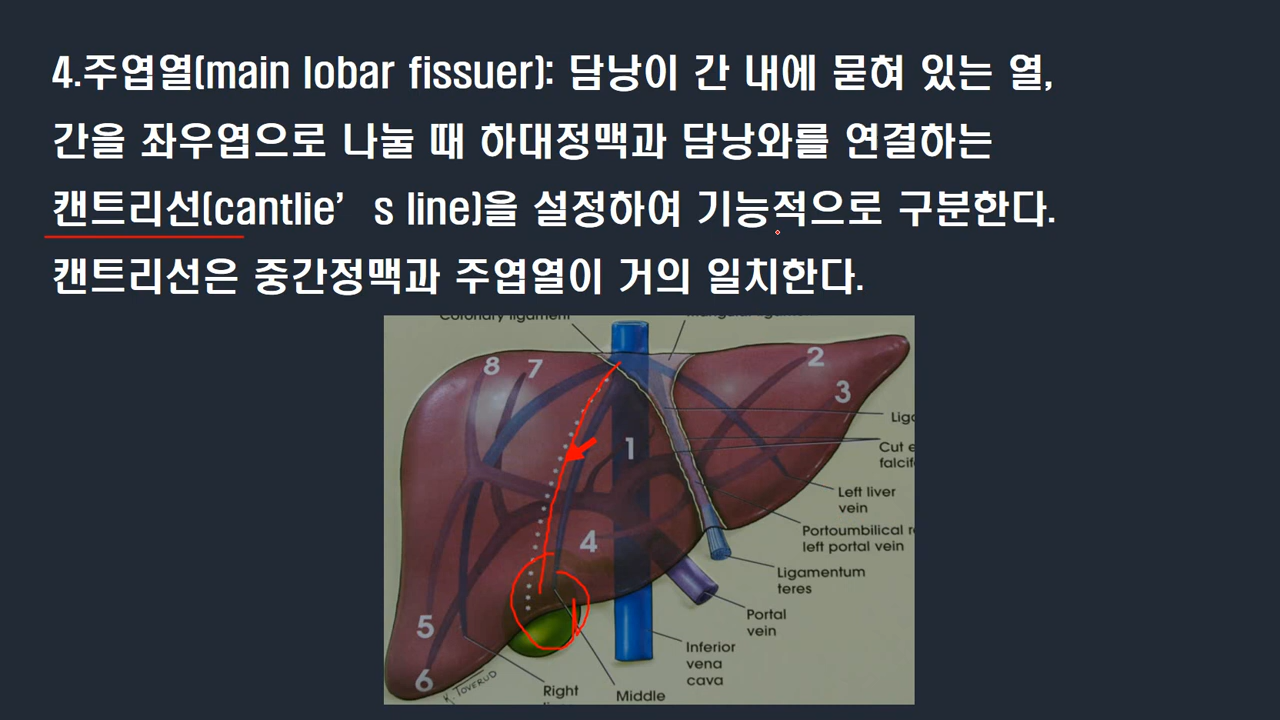 4.주엽열(main lobar fissuer): 담낭이 간 내에 묻혀 있는 열,
간을 좌우엽으로 나눌 때 하대정맥과 담낭와를 연결하는
캔트리선(cantlie’s line)을 설정하여 기능적으로 구분한다.
캔트리선은 중간정맥과 주엽열이 거의 일치한다.
Coronary ligament
8
7
2
3
1
Cut e
falcif
Left liver
vein
4
Portoumbilical r
left portal vein
Ligamentum
teres
5
Portal
vein
6
Inferior
vena
cava
K. TOVERUD
Right
Middle